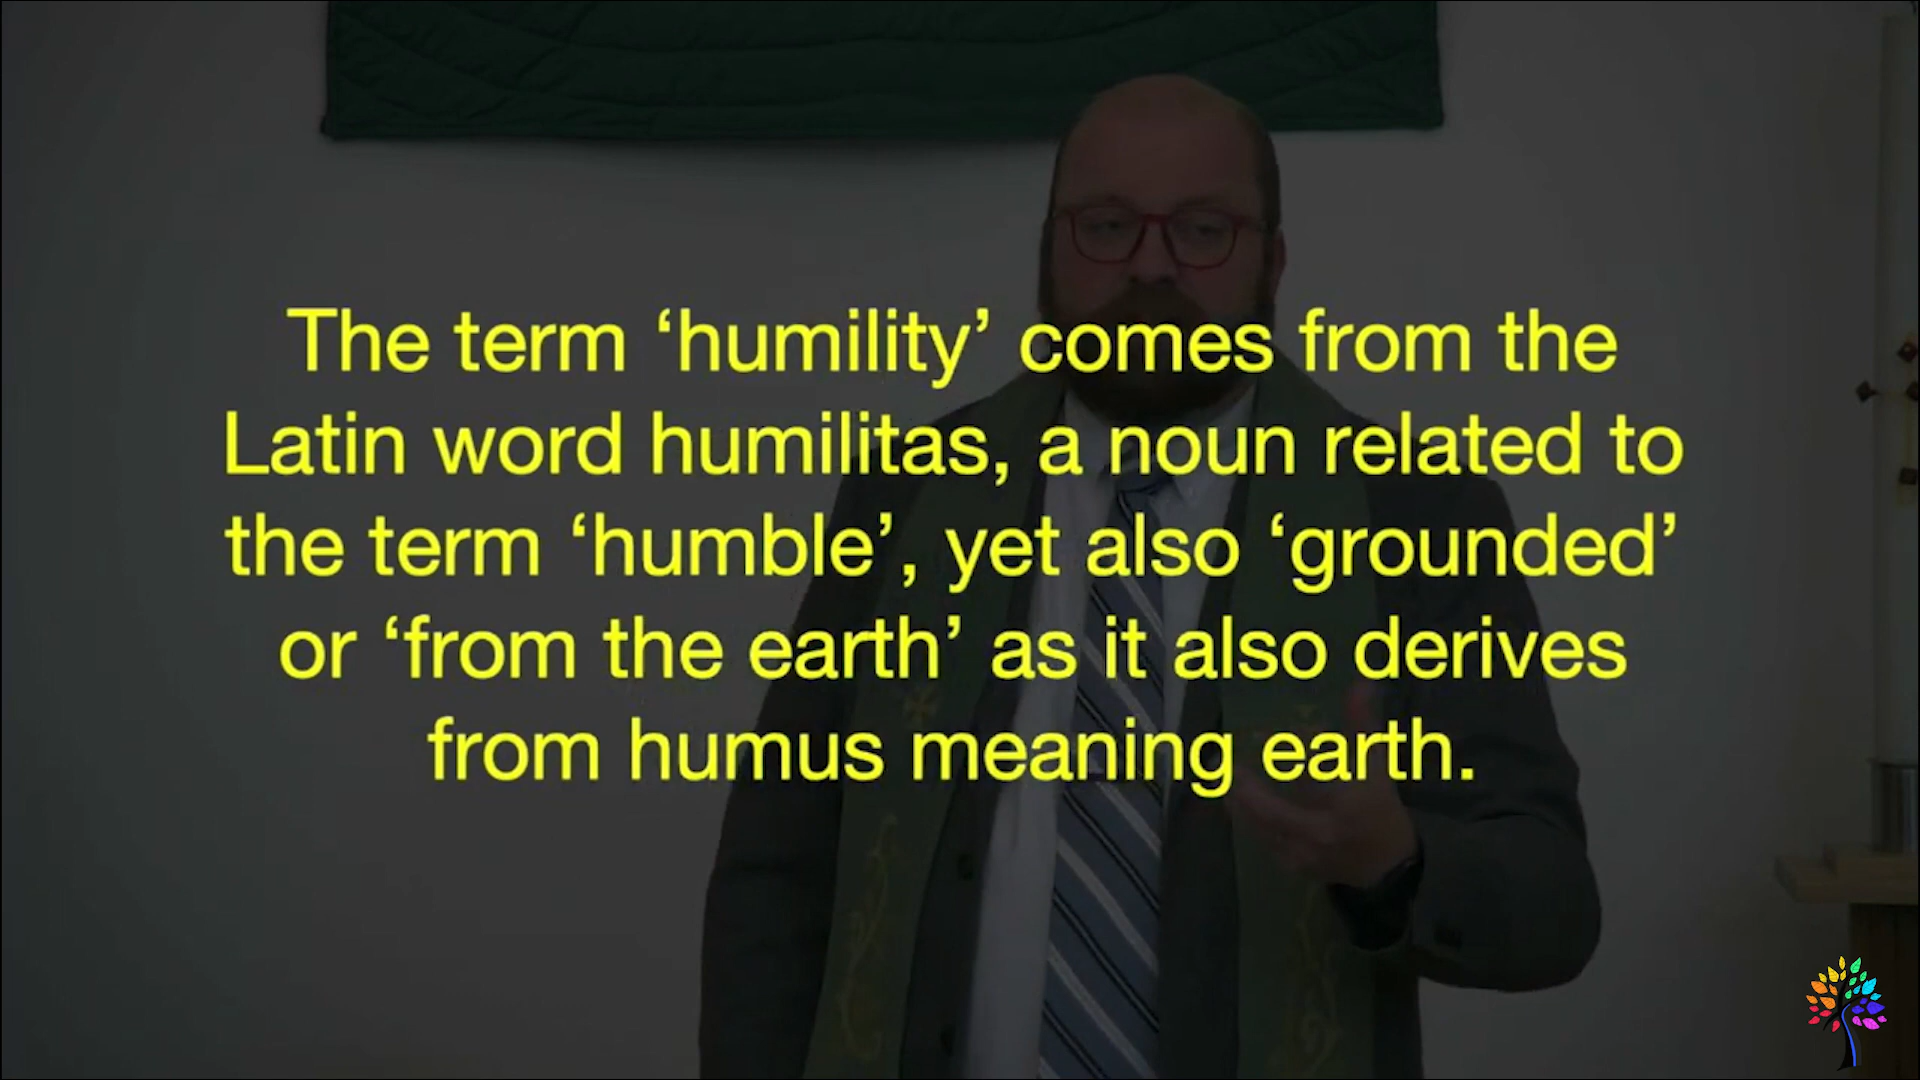 The term ‘humility’ comes from the
Latin word humilitas, a noun related to
the term ‘humble’, yet also ‘grounded’
or ‘from the earth’ as it also derives
from humus meaning earth.